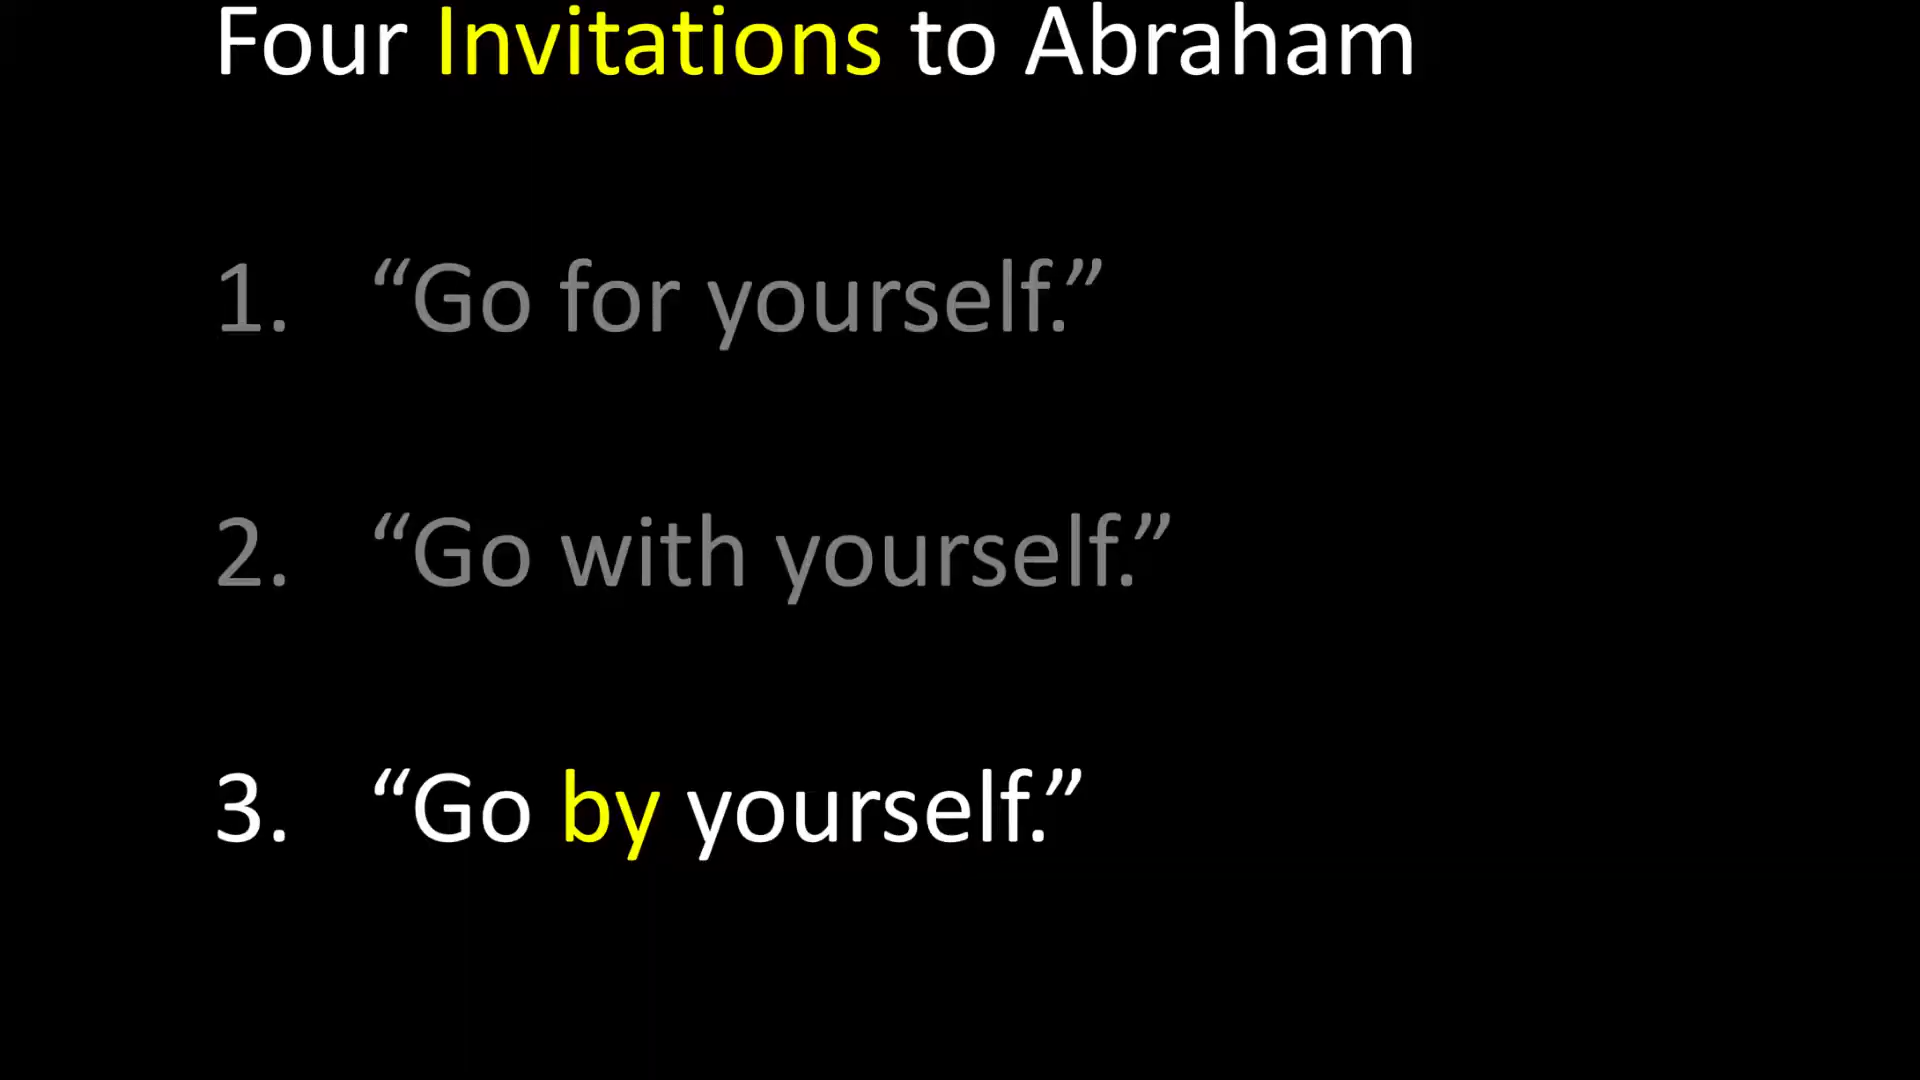 Four Invitations to Abraham
1. “Go for yourself.”
2. “Go with yourself.”
3. “Go by yourself.”